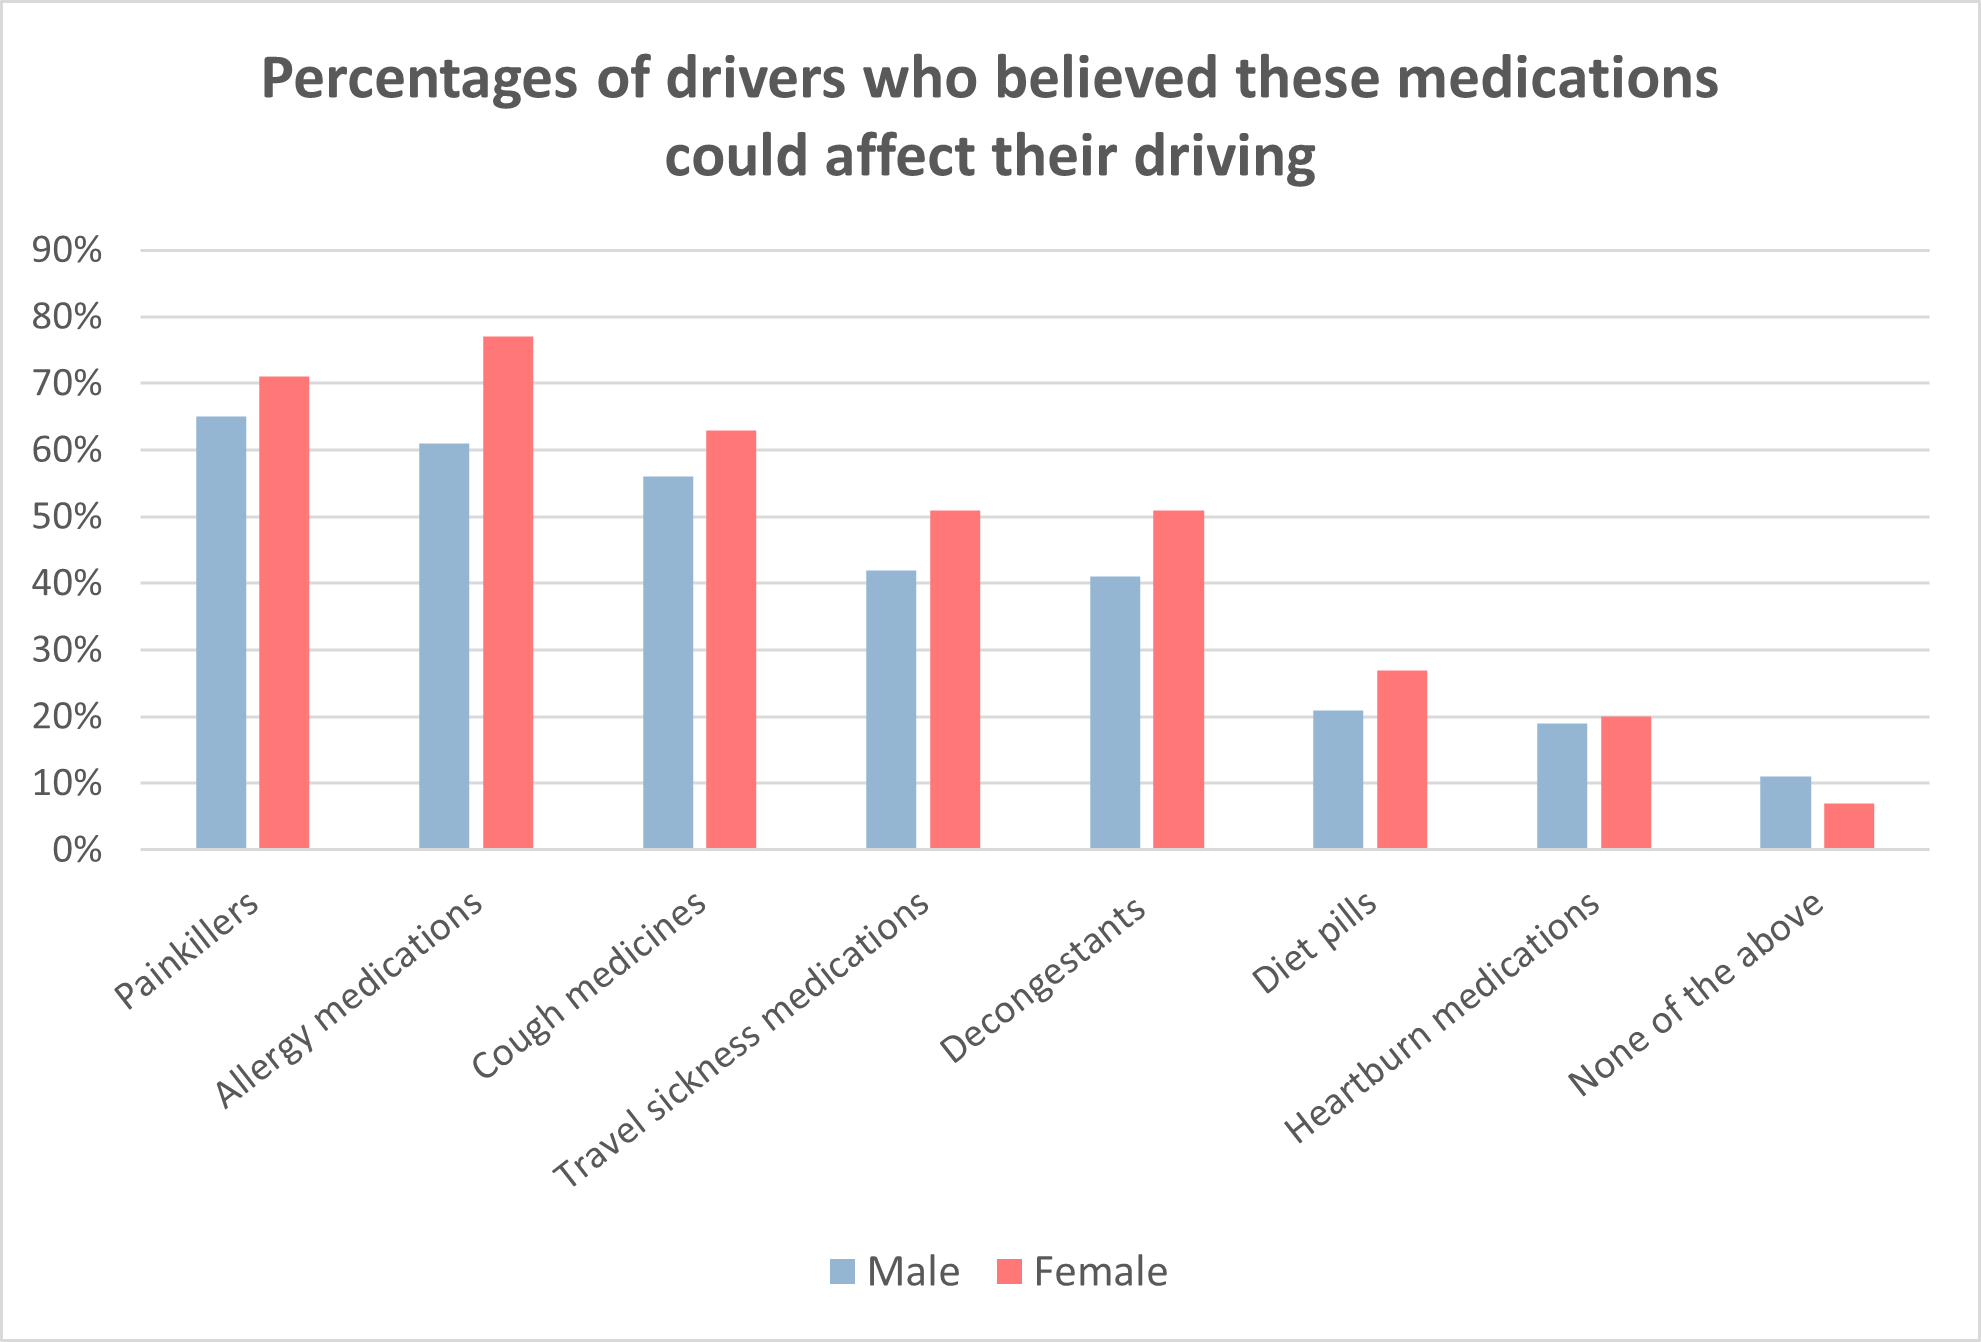 Percentages of drivers who believed these medications
could affect their driving
90%
80%
70%
60%
50%
40%
30%
20%
10%
0%
Painkillers
Allergy medications
Cough medicines
Travel sickness medications
Decongestants
Diet pills
Heartburn medications
None of the above
Male
Female